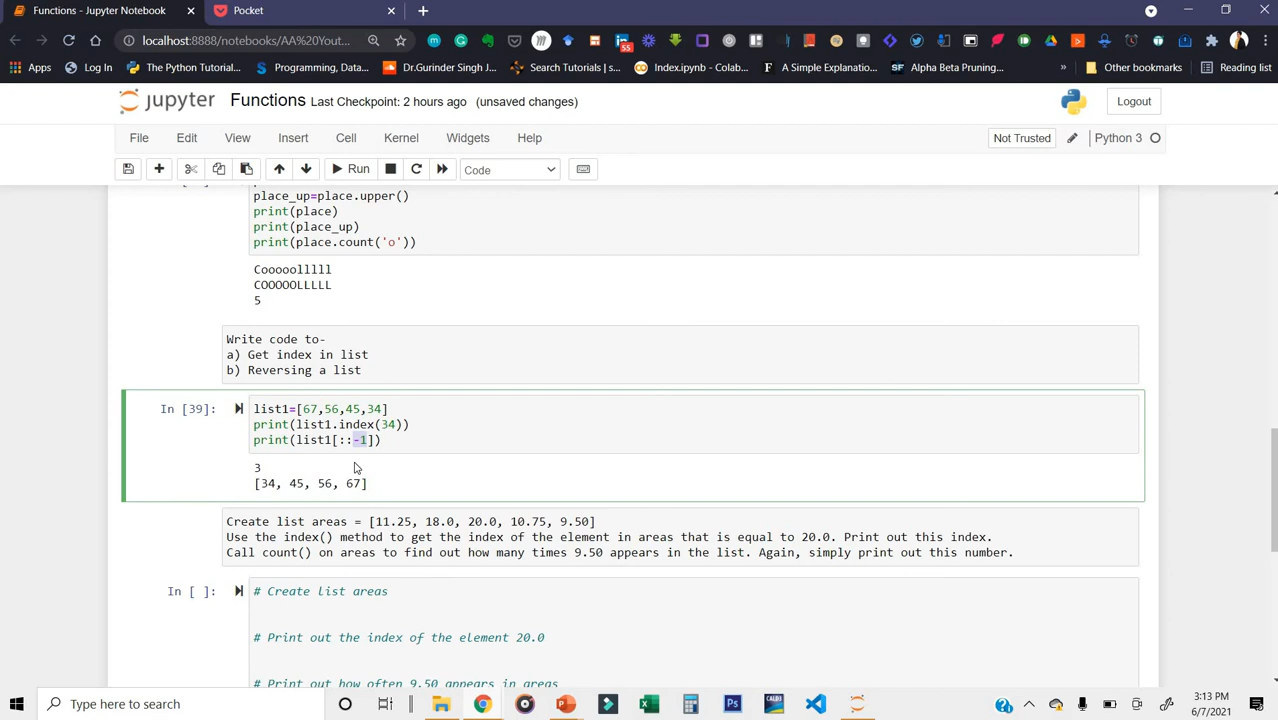 Functions - Jupyter Notebook
Pocket
localhost:8888/notebooks/AA%20Yout...
55
Apps
Log In
The Python Tutorial...
Programming, Data...
Dr.Gurinder Singh J...
Search Tutorials | s...
Index.ipynb - Colab...
A Simple Explanatio...
Alpha Beta Pruning...
»
Other bookmarks
Reading list
jupyter
Functions Last Checkpoint: 2 hours ago (unsaved changes)
Logout
File
Edit
View
Insert
Cell
Kernel
Widgets
Help
Not Trusted
Python 3
Run
Code
place_up=place.upper()
print(place)
print(place_up)
print(place.count('o'))
Cooooolllll
COOOOOLLLLL
5
Write code to-
a) Get index in list
b) Reversing a list
In [39]:
list1=[67,56,45,34]
print(list1.index(34))
print(list1[::-1])
3
[34, 45, 56, 67]
Create list areas = [11.25, 18.0, 20.0, 10.75, 9.50]
Use the index() method to get the index of the element in areas that is equal to 20.0. Print out this index.
Call count() on areas to find out how many times 9.50 appears in the list. Again, simply print out this number.
In [ ]:
# Create list areas
# Print out the index of the element 20.0
# Print out how often 9.50 appears in areas
Type here to search
3:13 PM
6/7/2021